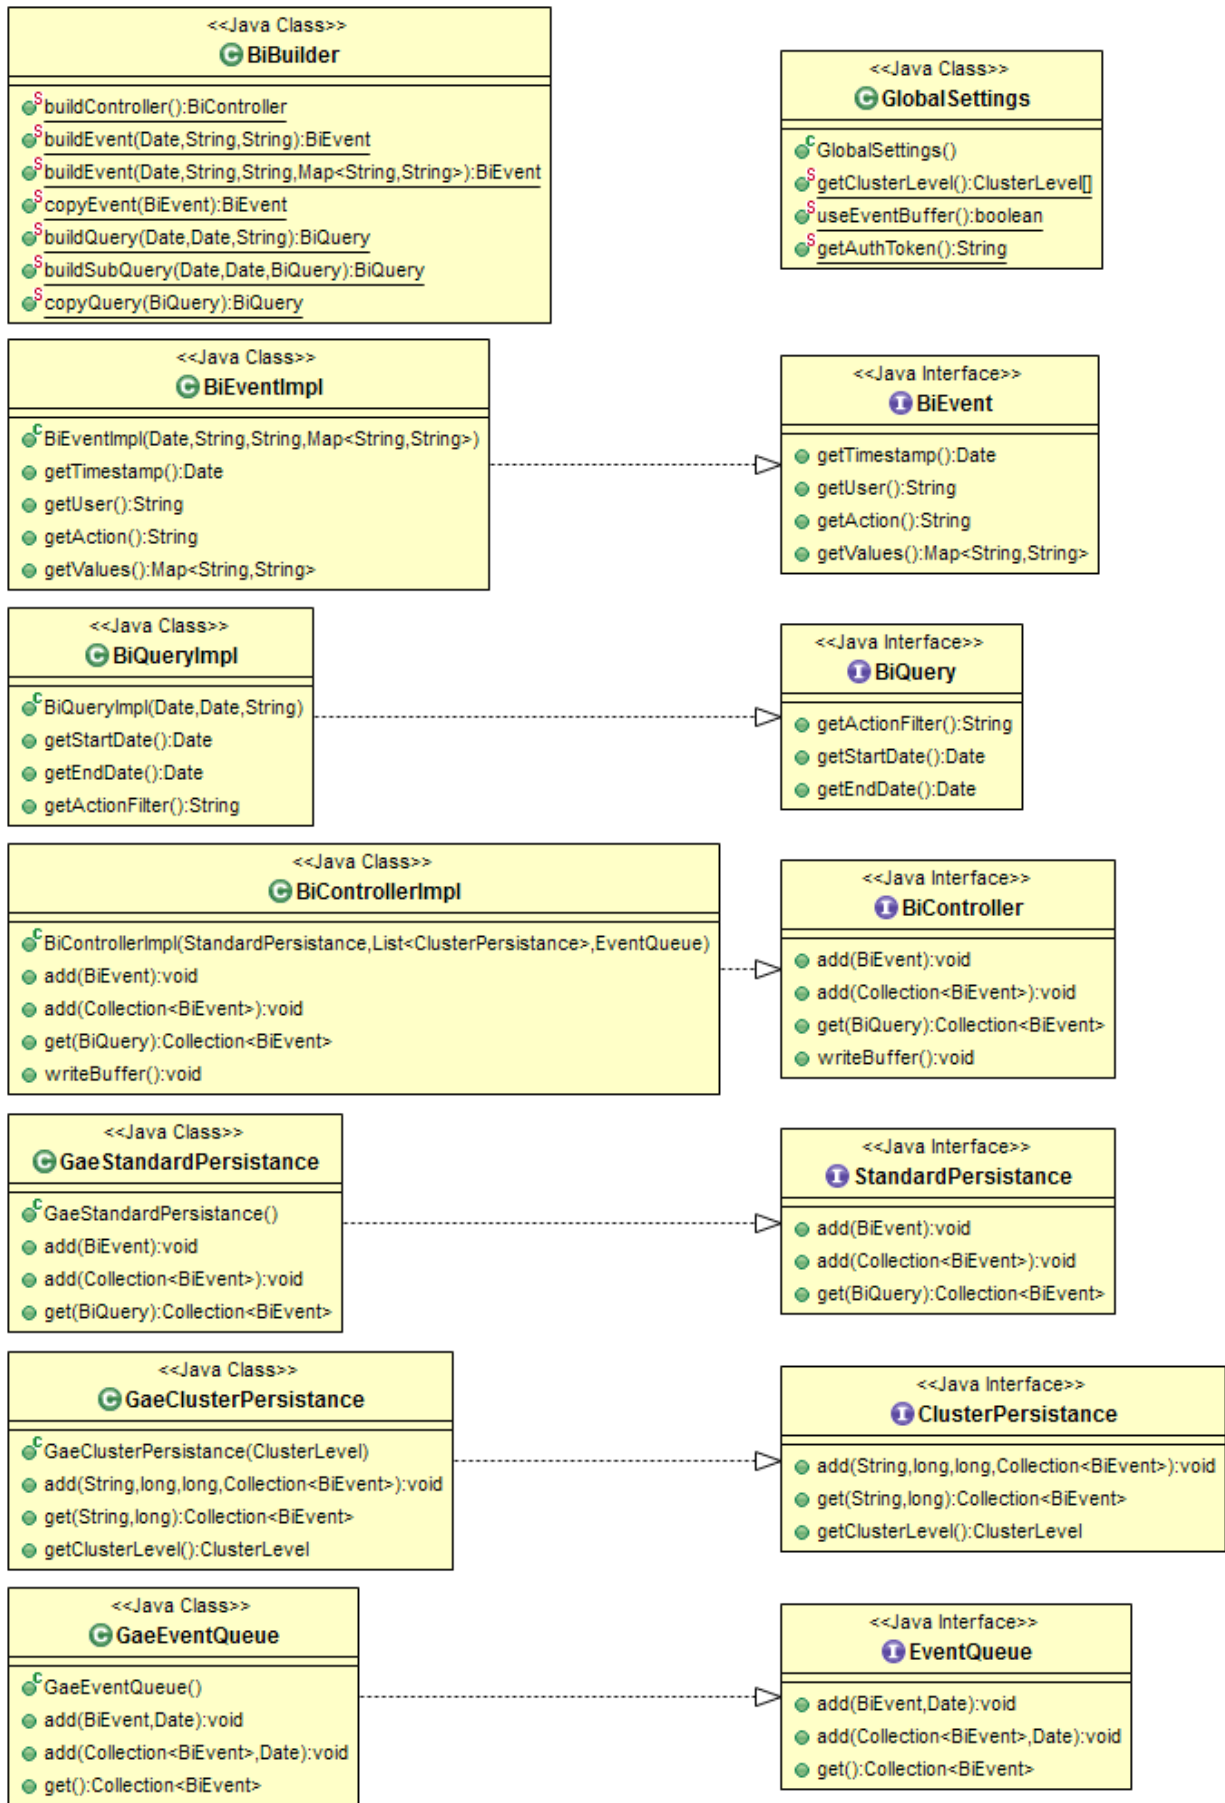 <<Java Class>>
BiBuilder
buildController():BiController
buildEvent(Date,String,String):BiEvent
buildEvent(Date,String,String,Map<String,String>):BiEvent
copyEvent(BiEvent):BiEvent
buildQuery(Date,Date,String):BiQuery
buildSubQuery(Date,Date,BiQuery):BiQuery
copyQuery(BiQuery):BiQuery
<<Java Class>>
GlobalSettings
GlobalSettings()
getClusterLevel():ClusterLevel[]
useEventBuffer():boolean
getAuthToken():String
<<Java Class>>
BiEventImpl
BiEventImpl(Date,String,String,Map<String,String>)
getTimestamp():Date
getUser():String
getAction():String
getValues():Map<String,String>
<<Java Interface>>
BiEvent
getTimestamp():Date
getUser():String
getAction():String
getValues():Map<String,String>
<<Java Class>>
BiQueryImpl
BiQueryImpl(Date,Date,String)
getStartDate():Date
getEndDate():Date
getActionFilter():String
<<Java Interface>>
BiQuery
getActionFilter():String
getStartDate():Date
getEndDate():Date
<<Java Class>>
BiControllerImpl
BiControllerImpl(StandardPersistance,List<ClusterPersistance>,EventQueue)
add(BiEvent):void
add(Collection<BiEvent>):void
get(BiQuery):Collection<BiEvent>
writeBuffer():void
<<Java Interface>>
BiController
add(BiEvent):void
add(Collection<BiEvent>):void
get(BiQuery):Collection<BiEvent>
writeBuffer():void
<<Java Class>>
GaeStandardPersistance
GaeStandardPersistance()
add(BiEvent):void
add(Collection<BiEvent>):void
get(BiQuery):Collection<BiEvent>
<<Java Interface>>
StandardPersistance
add(BiEvent):void
add(Collection<BiEvent>):void
get(BiQuery):Collection<BiEvent>
<<Java Class>>
GaeClusterPersistance
GaeClusterPersistance(ClusterLevel)
add(String,long,long,Collection<BiEvent>):void
get(String,long):Collection<BiEvent>
getClusterLevel():ClusterLevel
<<Java Interface>>
ClusterPersistance
add(String,long,long,Collection<BiEvent>):void
get(String,long):Collection<BiEvent>
getClusterLevel():ClusterLevel
<<Java Class>>
GaeEventQueue
GaeEventQueue()
add(BiEvent,Date):void
add(Collection<BiEvent>,Date):void
get():Collection<BiEvent>
<<Java Interface>>
EventQueue
add(BiEvent,Date):void
add(Collection<BiEvent>,Date):void
get():Collection<BiEvent>